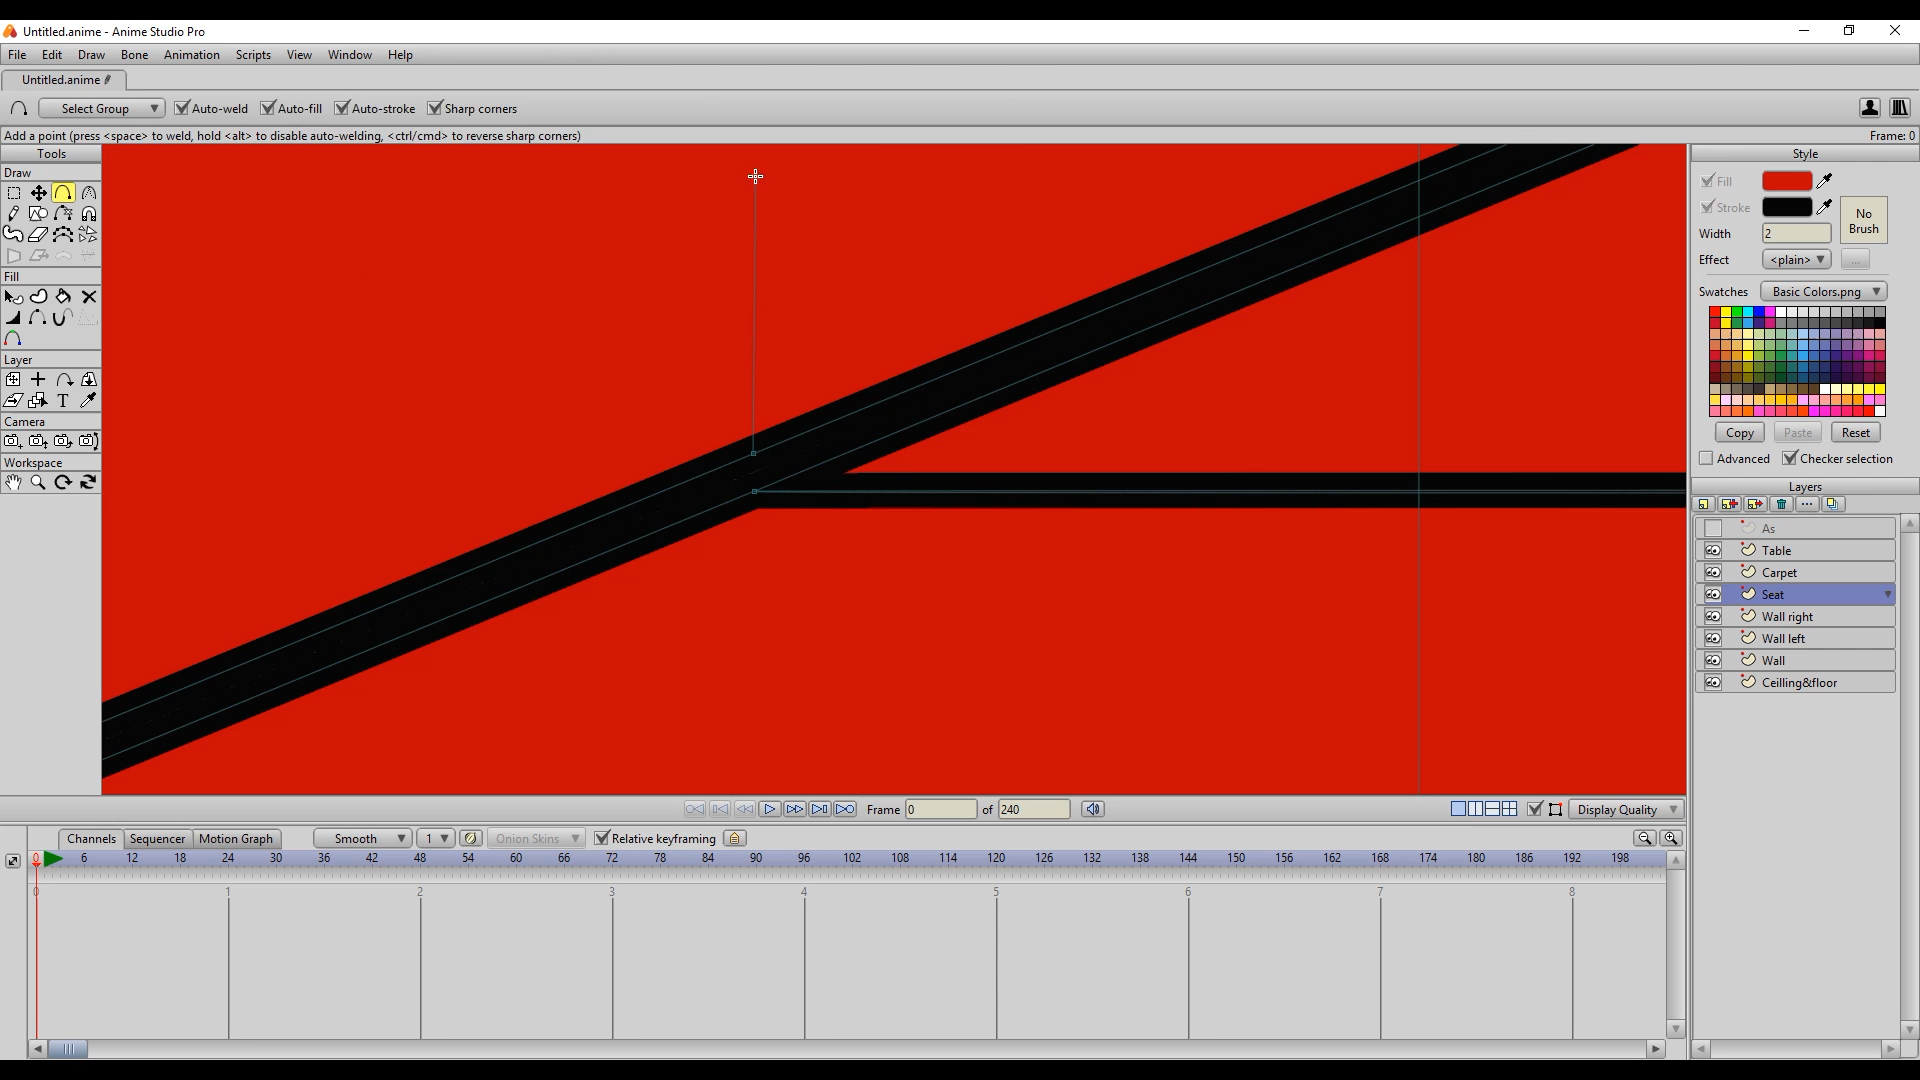 Untitled.anime - Anime Studio Pro
File Edit Draw Bone Animation Scripts View Window Help
Untitled.anime
Select Group Auto-weld Auto-fill Auto-stroke Sharp corners
Add a point (press <space> to weld, hold <alt> to disable auto-welding, <ctrl/cmd> to reverse sharp corners) Frame: 0
Tools
Draw
Fill
Layer
T
Camera
Workspace
Style
Fill
Stroke
No Brush
Width 2
Effect <plain> ...
Swatches Basic Colors.png
Copy Paste Reset
Advanced Checker selection
Layers
As
Table
Carpet
Seat
Wall right
Wall left
Wall
Ceilling&floor
Frame 0 of 240 Display Quality
Channels Sequencer Motion Graph Smooth 1 Onion Skins Relative keyframing
0 6 12 18 24 30 36 42 48 54 60 66 72 78 84 90 96 102 108 114 120 126 132 138 144 150 156 162 168 174 180 186 192 198
0 1 2 3 4 5 6 7 8